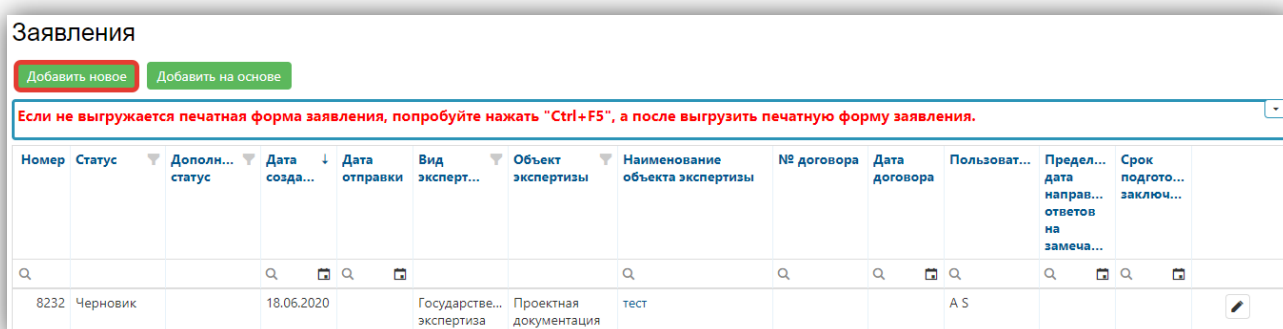 Заявления
Добавить новое Добавить на основе
Если не выгружается печатная форма заявления, попробуйте нажать "Ctrl+F5", а после выгрузить печатную форму заявления.
Номер Статус Дополн... Дата ↓ Дата Вид Объект Наименование № договора Дата Пользоват... Предел... Срок
статус созда... отправки эксперт... экспертизы объекта экспертизы договора дата подгото...
направ... заключ...
ответов
на
замеча...
8232 Черновик 18.06.2020 Государстве... Проектная тест A S
экспертиза документация